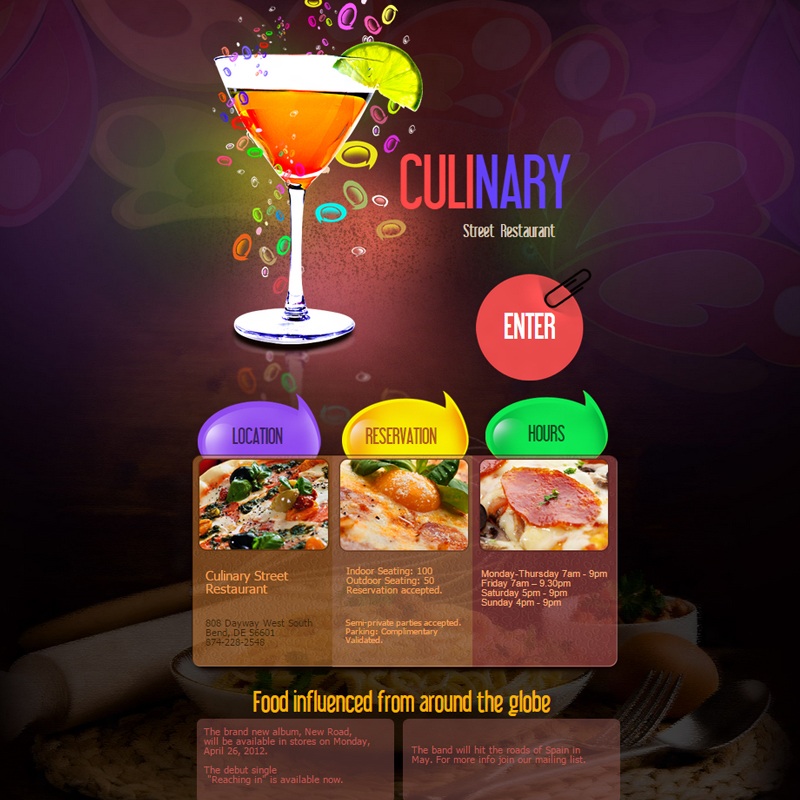 CULINARY
Street Restaurant
ENTER
LOCATION
RESERVATION
HOURS
Culinary Street
Restaurant
808 Dayway West South
Bend, DE 56601
574-228-2548
Indoor Seating: 100
Outdoor Seating: 50
Reservation accepted.
Semi-private parties accepted.
Parking: Complimentary
Validated.
Monday-Thursday 7am - 9pm
Friday 7am – 9.30pm
Saturday 5pm - 9pm
Sunday 4pm - 9pm
Food influenced from around the globe
The brand new album, New Road,
will be available in stores on Monday,
April 26, 2012.
The debut single
"Reaching in" is available now.
The band will hit the roads of Spain in
May. For more info join our mailing list.